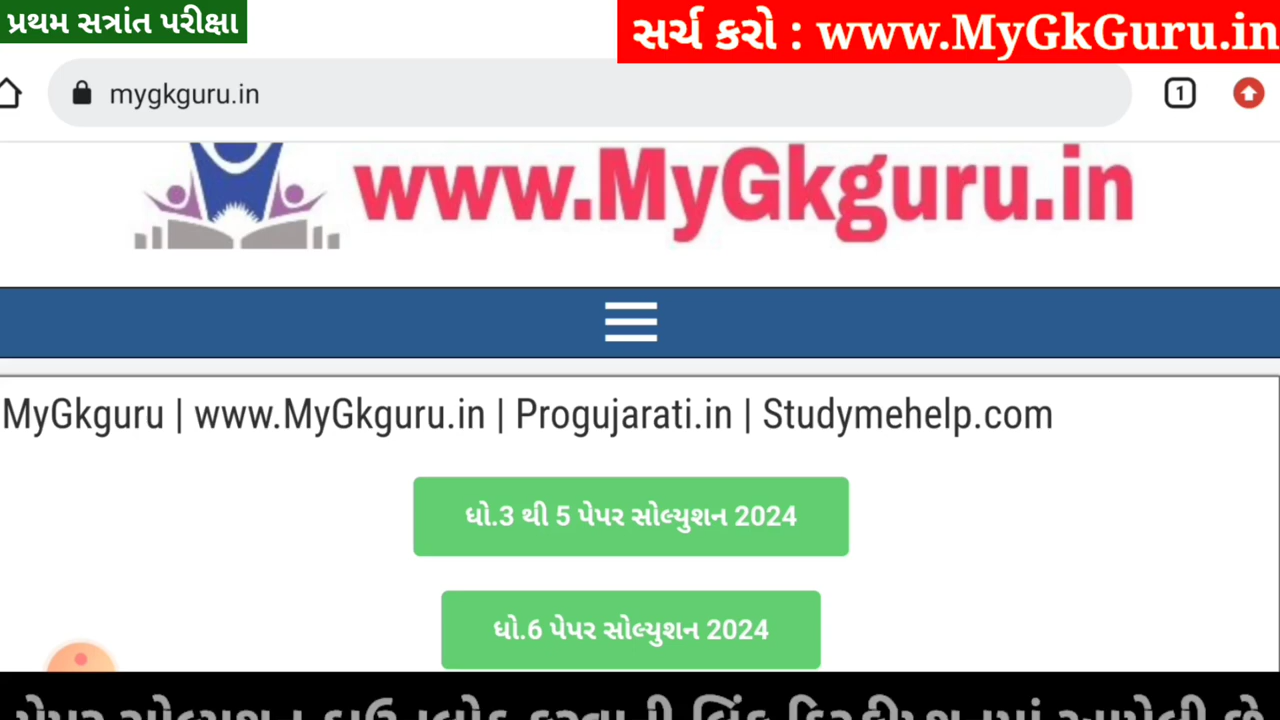 પ્રથમ સત્રાંત પરીક્ષા
સર્ચ કરો : www.MyGkGuru.in
mygkguru.in
1
www.MyGkguru.in
MyGkguru | www.MyGkguru.in | Progujarati.in | Studymehelp.com
ધો.3 થી 5 પેપર સોલ્યુશન 2024
ધો.6 પેપર સોલ્યુશન 2024